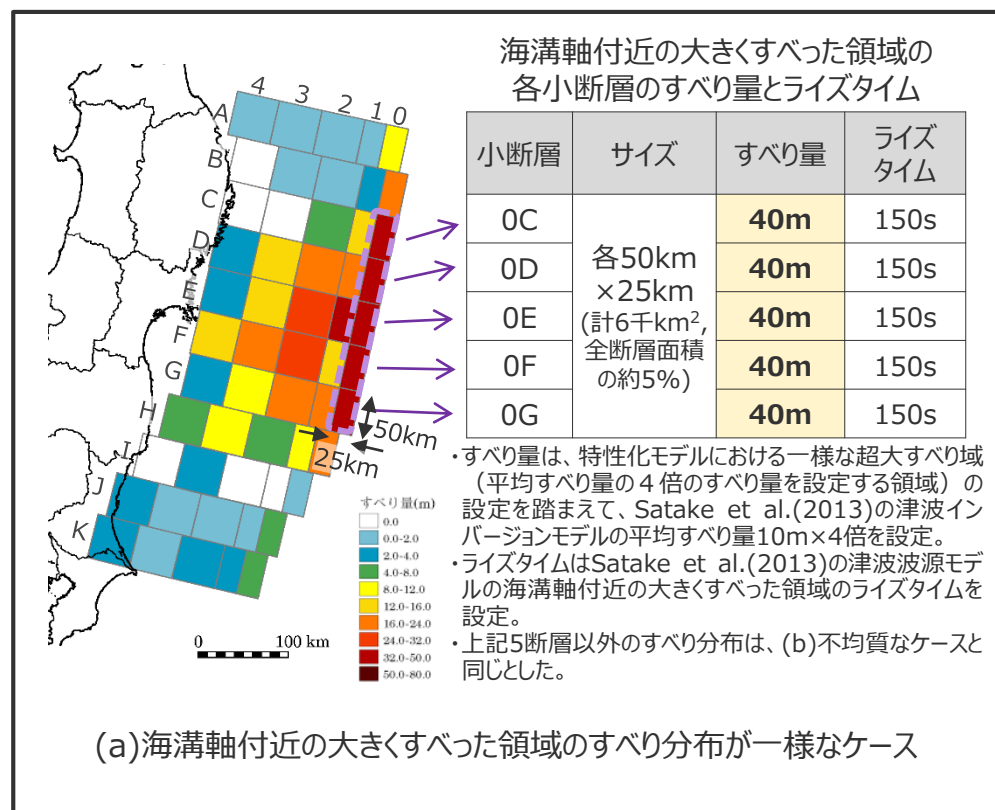 海溝軸付近の大きくすべった領域の
各小断層のすべり量とライズタイム
4 3 2 1 0
A
B
C
D
E
F
G
H
I
J
K
50km
25km
すべり量(m)
0.0
0.0-2.0
2.0-4.0
4.0-8.0
8.0-12.0
12.0-16.0
16.0-24.0
24.0-32.0
32.0-50.0
50.0-80.0
0 100 km
小断層 サイズ すべり量 ライズ
タイム
0C 40m 150s
0D 40m 150s
0E 40m 150s
0F 40m 150s
0G 40m 150s
各50km
×25km
(計6千km²,
全断層面積
の約5%)
・すべり量は、特性化モデルにおける一様な超大すべり域
（平均すべり量の４倍のすべり量を設定する領域）の
設定を踏まえて、Satake et al.(2013)の津波イン
バージョンモデルの平均すべり量10m×4倍を設定。
・ライズタイムはSatake et al.(2013)の津波波源モデ
ルの海溝軸付近の大きくすべった領域のライズタイムを
設定。
・上記5断層以外のすべり分布は、(b)不均質なケースと
同じとした。
(a)海溝軸付近の大きくすべった領域のすべり分布が一様なケース